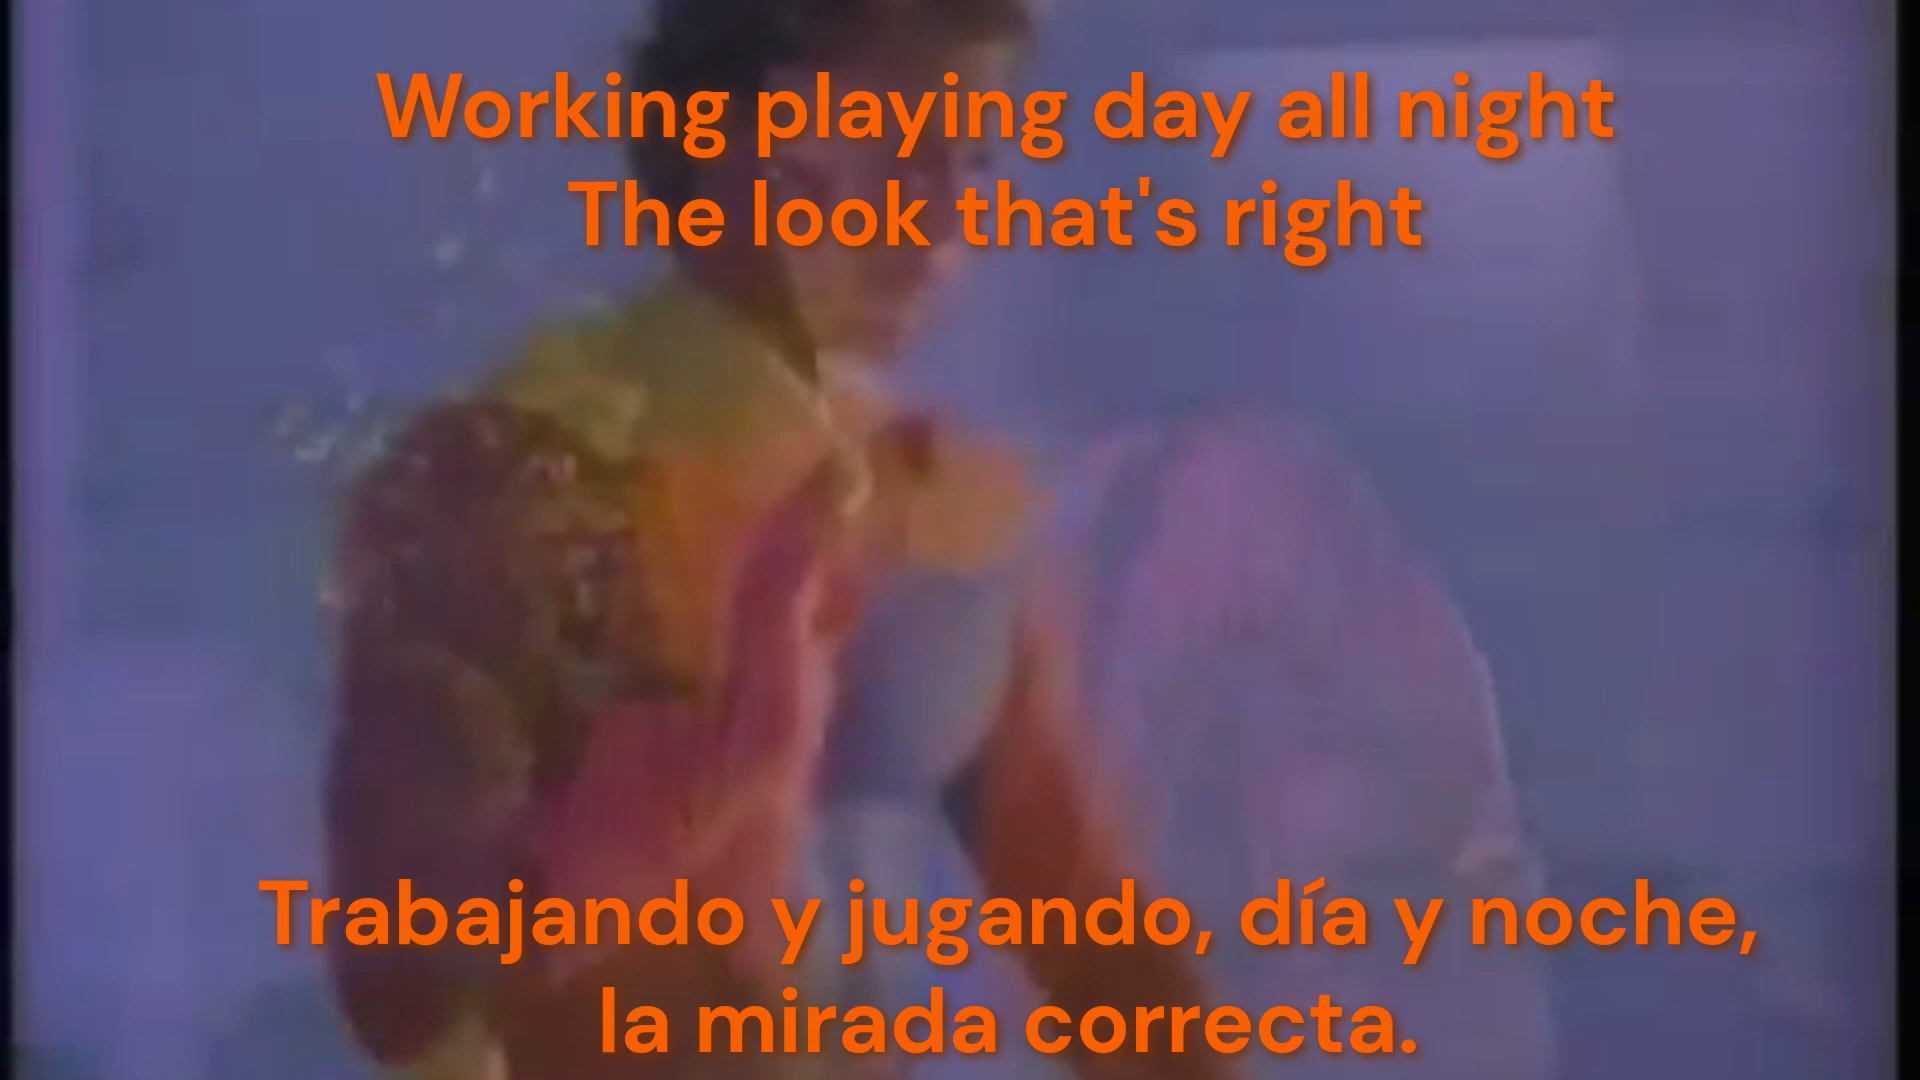 Working playing day all night
The look that's right
Trabajando y jugando, día y noche,
la mirada correcta.